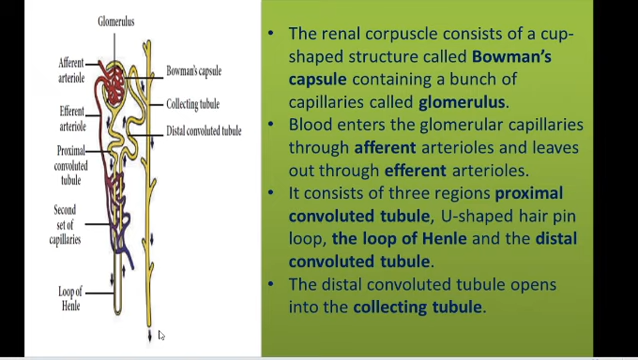 Glomerulus
Afferent
arteriole
Efferent
arteriole
Proximal
convoluted
tubule
Second
set of
capillaries
Loop of
Henle
Bowman's capsule
Collecting tubule
Distal convoluted tubule
• The renal corpuscle consists of a cup-
shaped structure called Bowman's
capsule containing a bunch of
capillaries called glomerulus.
• Blood enters the glomerular capillaries
through afferent arterioles and leaves
out through efferent arterioles.
• It consists of three regions proximal
convoluted tubule, U-shaped hair pin
loop, the loop of Henle and the distal
convoluted tubule.
• The distal convoluted tubule opens
into the collecting tubule.